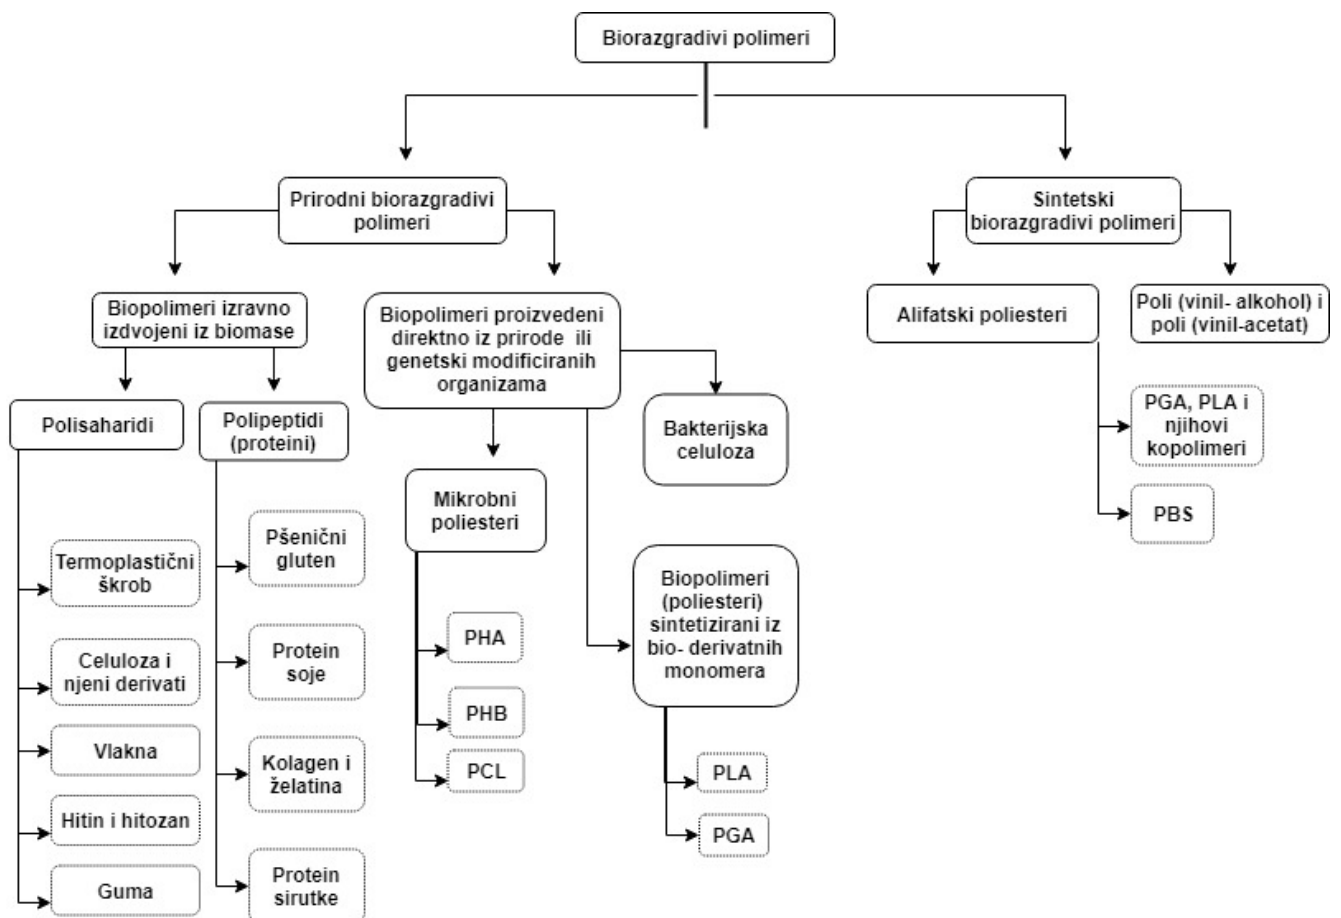 Biorazgradivi polimeri
Prirodni biorazgradivi
polimeri
Sintetski
biorazgradivi polimeri
Biopolimeri izravno
izdvojeni iz biomase
Biopolimeri proizvedeni
direktno iz prirode ili
genetski modificiranih
organizama
Alifatski poliesteri
Poli (vinil- alkohol) i
poli (vinil-acetat)
Polisaharidi
Polipeptidi
(proteini)
Bakterijska
celuloza
PGA, PLA i
njihovi
kopolimeri
Mikrobni
poliesteri
PBS
Termoplastični
škrob
Pšenični
gluten
Biopolimeri
(poliesteri)
sintetizirani iz
bio- derivatnih
monomera
Celuloza i
njeni derivati
Protein
soje
PHA
PHB
Vlakna
Kolagen i
želatina
PCL
PLA
Hitin i hitozan
PGA
Guma
Protein
sirutke